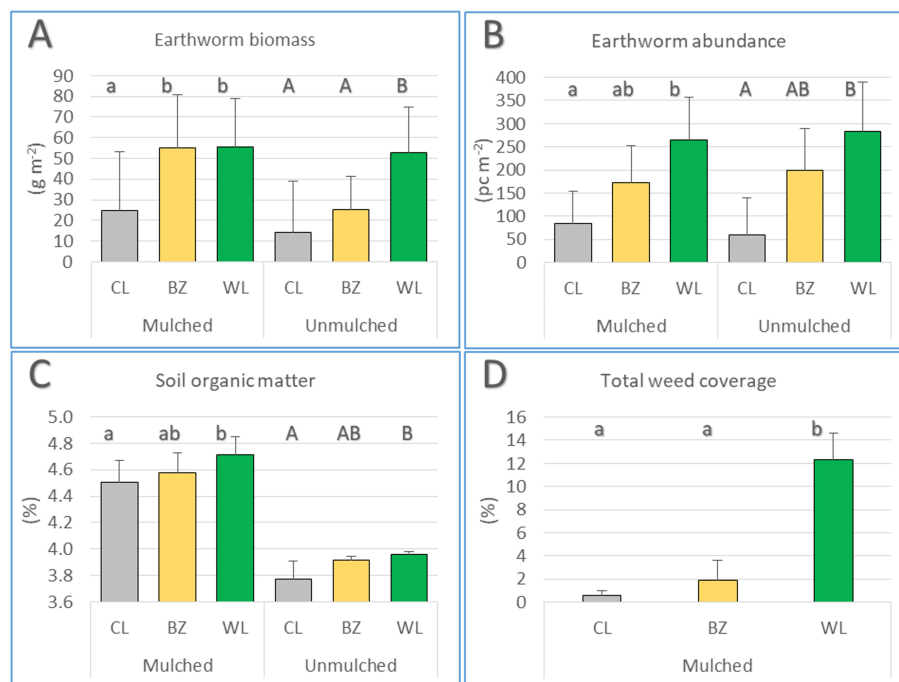 A
Earthworm biomass
(g m⁻²)
90
80
70
60
50
40
30
20
10
0
a b b A A B
CL BZ WL CL BZ WL
Mulched Unmulched
B
Earthworm abundance
(pc m⁻²)
400
350
300
250
200
150
100
50
0
a ab b A AB B
CL BZ WL CL BZ WL
Mulched Unmulched
C
Soil organic matter
(%)
5.0
4.8
4.6
4.4
4.2
4.0
3.8
3.6
a ab b A AB B
CL BZ WL CL BZ WL
Mulched Unmulched
D
Total weed coverage
(%)
16
14
12
10
8
6
4
2
0
a a b
CL BZ WL
Mulched